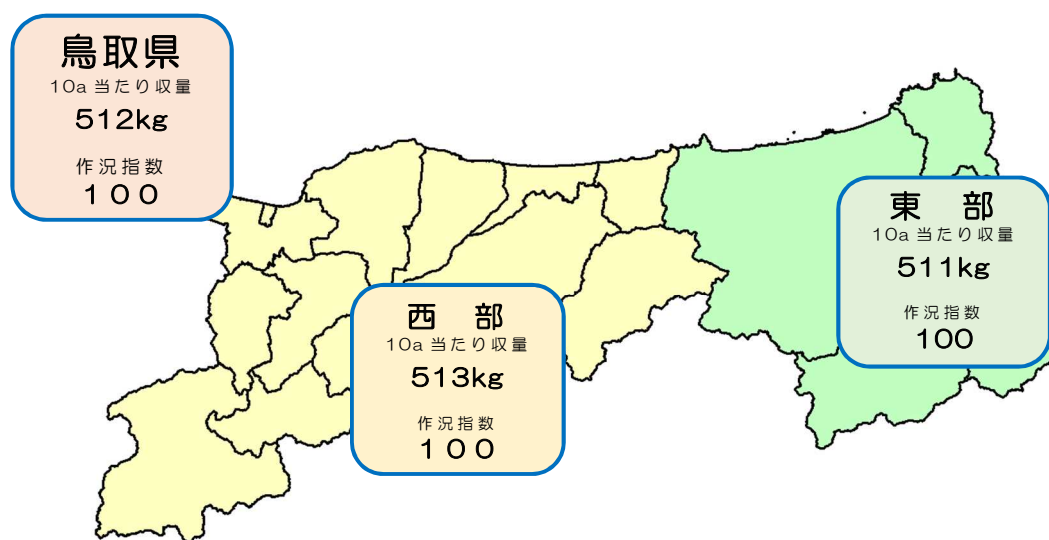 鳥取県
10a 当たり収量
512kg
作況指数
１００
西　部
10a 当たり収量
513kg
作況指数
１００
東　部
10a 当たり収量
511kg
作況指数
100